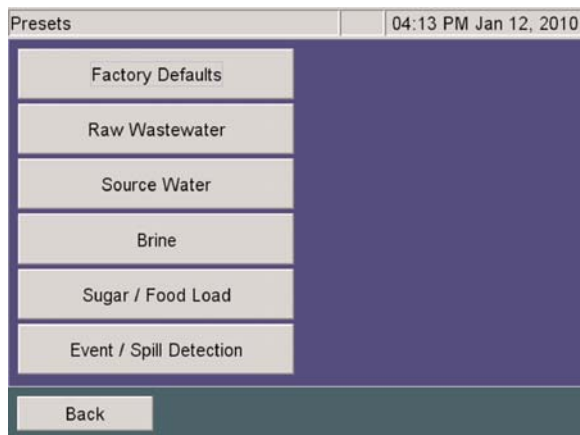 Presets 04:13 PM Jan 12, 2010
Factory Defaults
Raw Wastewater
Source Water
Brine
Sugar / Food Load
Event / Spill Detection
Back